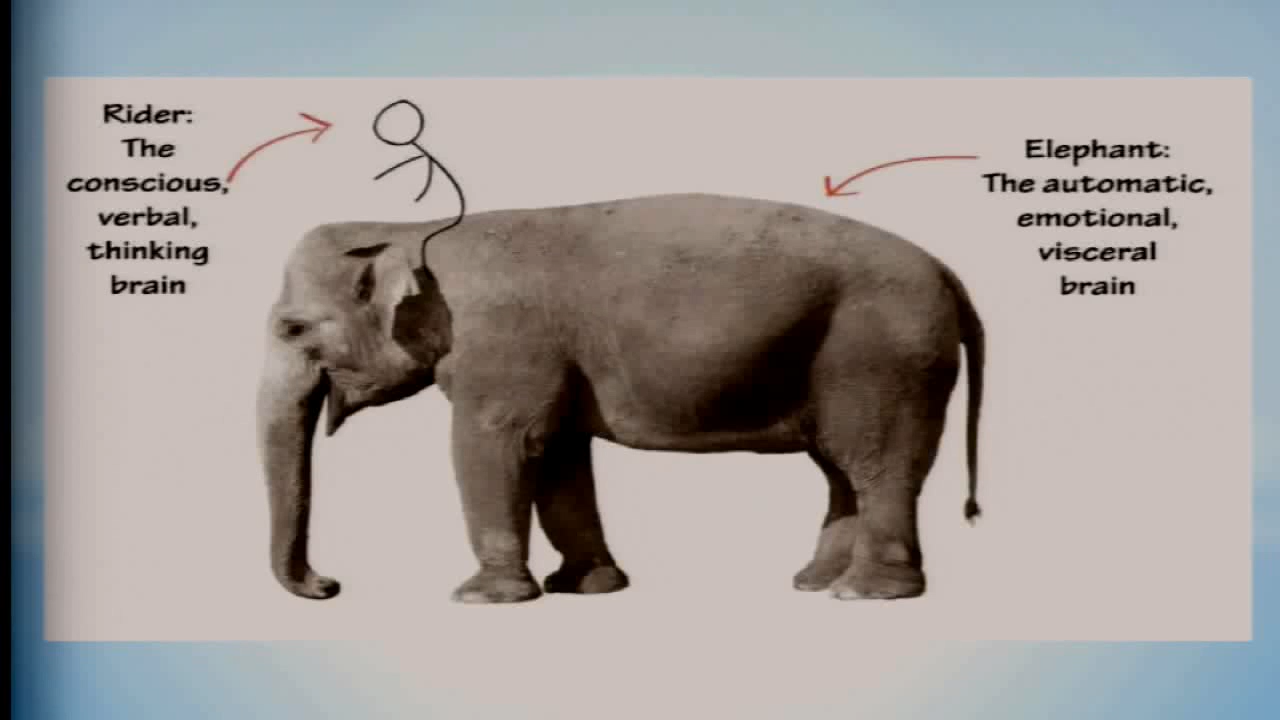 Rider:
The
conscious,
verbal,
thinking
brain
Elephant:
The automatic,
emotional,
visceral
brain